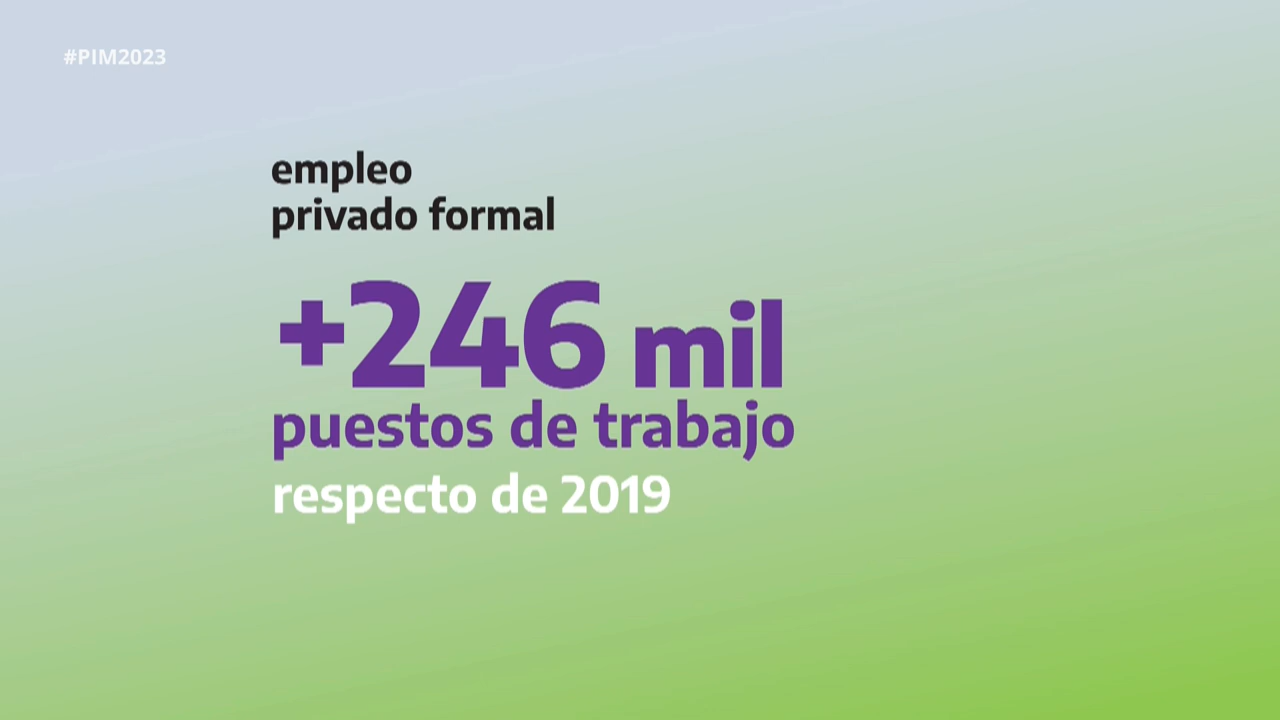 #PIM2023
empleo
privado formal
+246 mil
puestos de trabajo
respecto de 2019